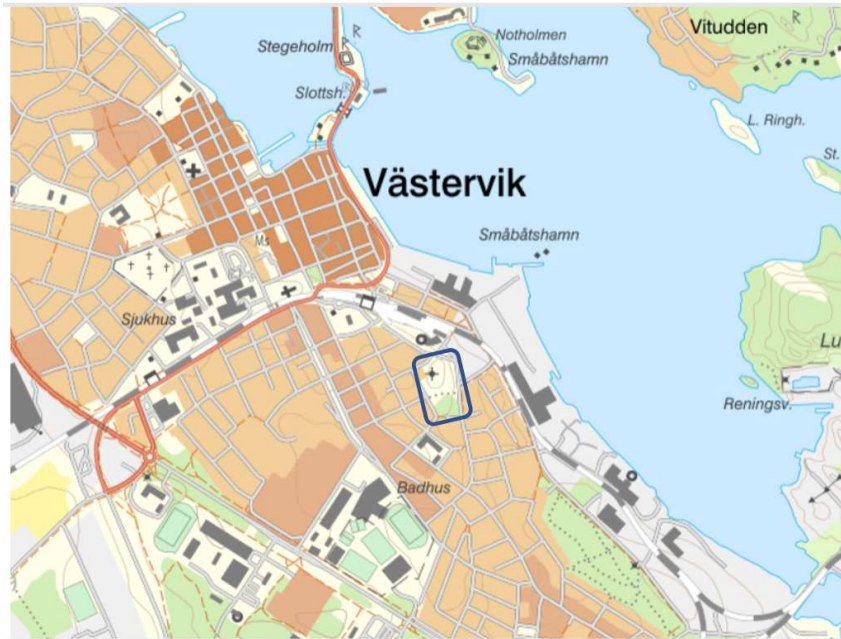 Vitudden
Notholmen
Stegeholm
Småbåtshamn
Slottsh.
L. Ringh.
St.
Västervik
Småbåtshamn
Ms
Sjukhus
Lu
Reningsv.
Badhus